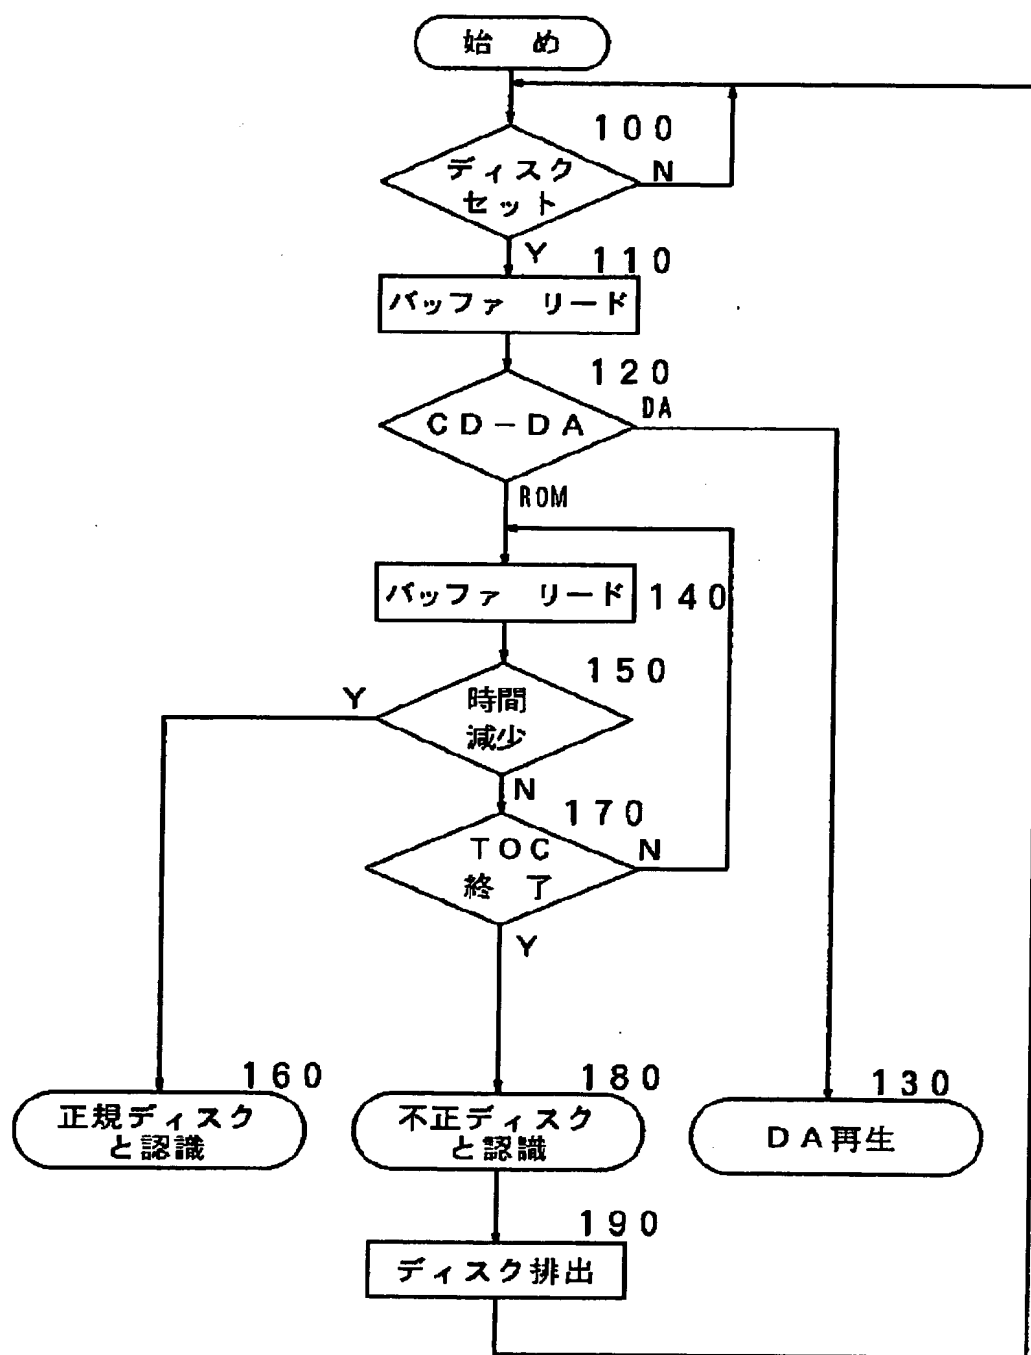 始 め
100
ディスク
セット
N
Y
110
バッファ リード
120
CD-DA
DA
ROM
バッファ リード
140
150
Y
時間
減少
N
170
TOC
終 了
N
Y
160
正規ディスク
と認識
180
不正ディスク
と認識
130
DA再生
190
ディスク排出